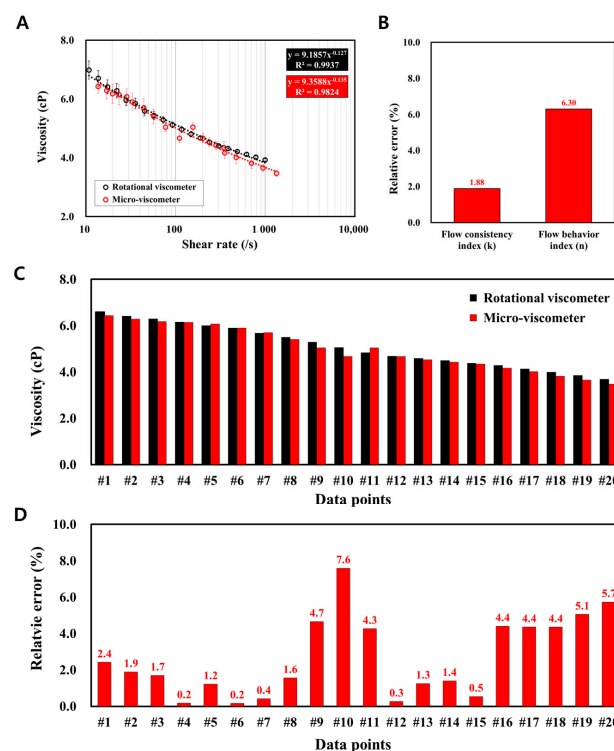 A
8.0
6.0
4.0
2.0
Viscosity (cP)
y = 9.1857x^-0.127
R² = 0.9937
y = 9.3588x^-0.135
R² = 0.9824
Rotational viscometer
Micro-viscometer
10 100 1 000 10,000
Shear rate (/s)
B
10.0
8.0
6.0
4.0
2.0
0.0
Relative error (%)
1.88
6.30
Flow consistency index (k)
Flow behavior index (n)
C
8.0
6.0
4.0
2.0
0.0
Viscosity (cP)
Rotational viscometer
Micro-viscometer
#1 #2 #3 #4 #5 #6 #7 #8 #9 #10 #11 #12 #13 #14 #15 #16 #17 #18 #19 #20
Data points
D
10.0
8.0
6.0
4.0
2.0
0.0
Relatvie error (%)
2.4 1.9 1.7 0.2 1.2 0.2 0.4 1.6 4.7 7.6 4.3 0.3 1.3 1.4 0.5 4.4 4.4 4.4 5.1 5.7
#1 #2 #3 #4 #5 #6 #7 #8 #9 #10 #11 #12 #13 #14 #15 #16 #17 #18 #19 #20
Data points